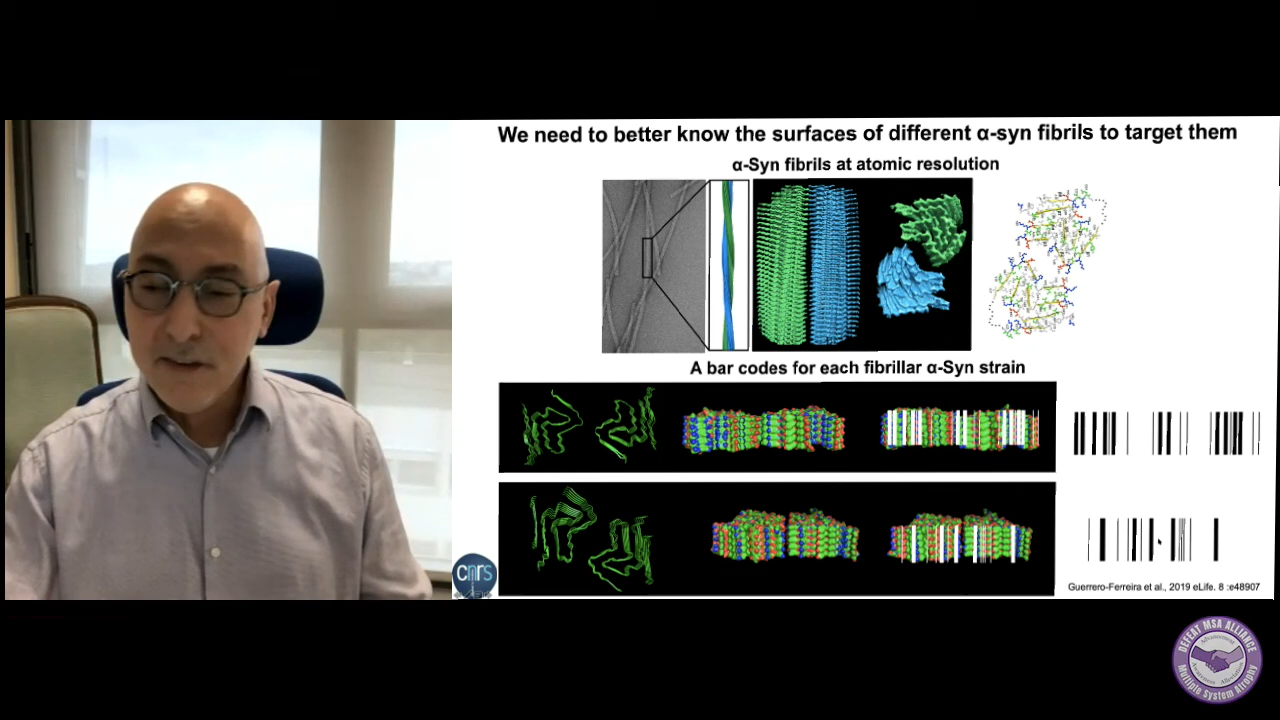 We need to better know the surfaces of different α-syn fibrils to target them
α-Syn fibrils at atomic resolution
A bar codes for each fibrillar α-Syn strain
cnrs
Guerrero-Ferreira et al., 2019 eLife. 8 :e48907
DEFEAT MSA ALLIANCE
Multiple System Atrophy